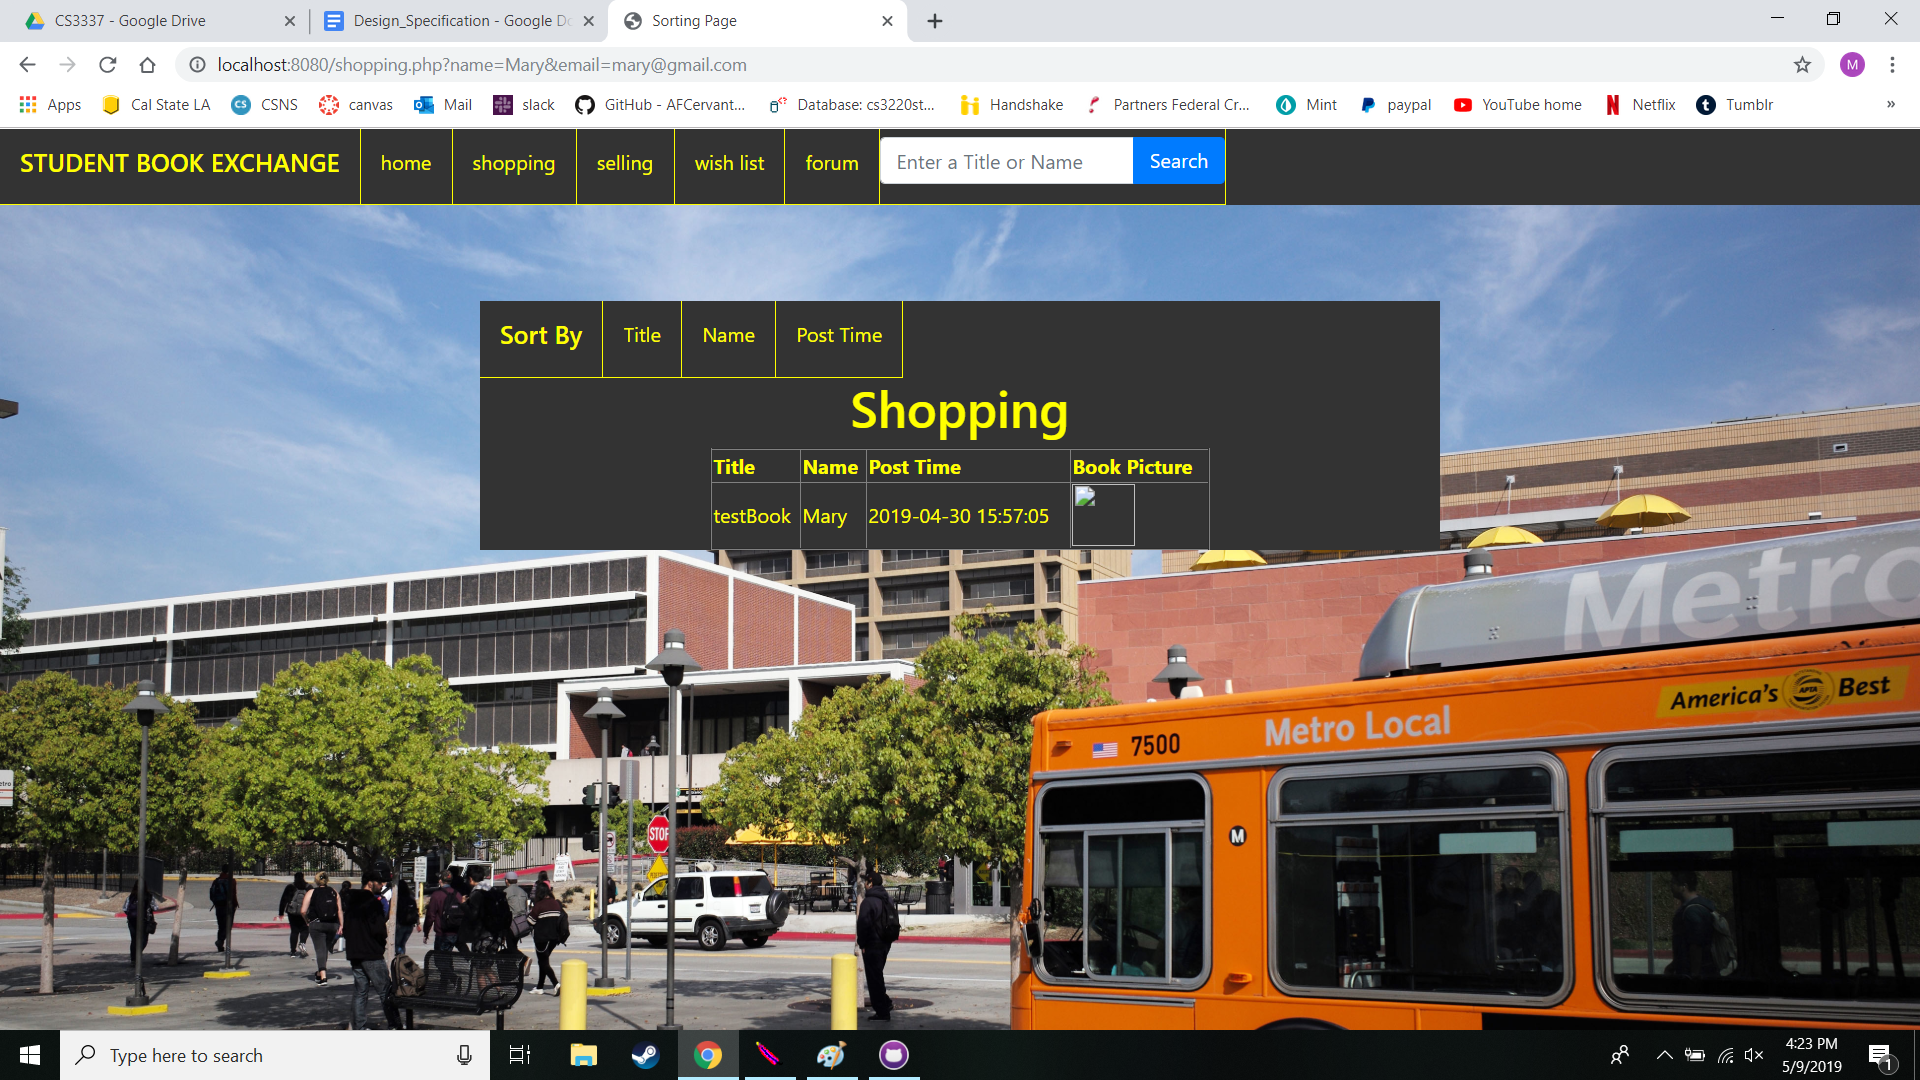 CS3337 - Google Drive
Design_Specification - Google Do
Sorting Page
localhost:8080/shopping.php?name=Mary&email=mary@gmail.com
M
Apps
Cal State LA
CS CSNS
canvas
Mail
slack
GitHub - AFCervant...
Database: cs3220st...
Handshake
Partners Federal Cr...
Mint
paypal
YouTube home
Netflix
Tumblr
»
STUDENT BOOK EXCHANGE
home
shopping
selling
wish list
forum
Enter a Title or Name
Search
Sort By
Title
Name
Post Time
Shopping
Title Name Post Time Book Picture
testBook Mary 2019-04-30 15:57:05
Metro
America's APTA Best
Metro Local
7500
M
STOP
Type here to search
4:23 PM
5/9/2019
1